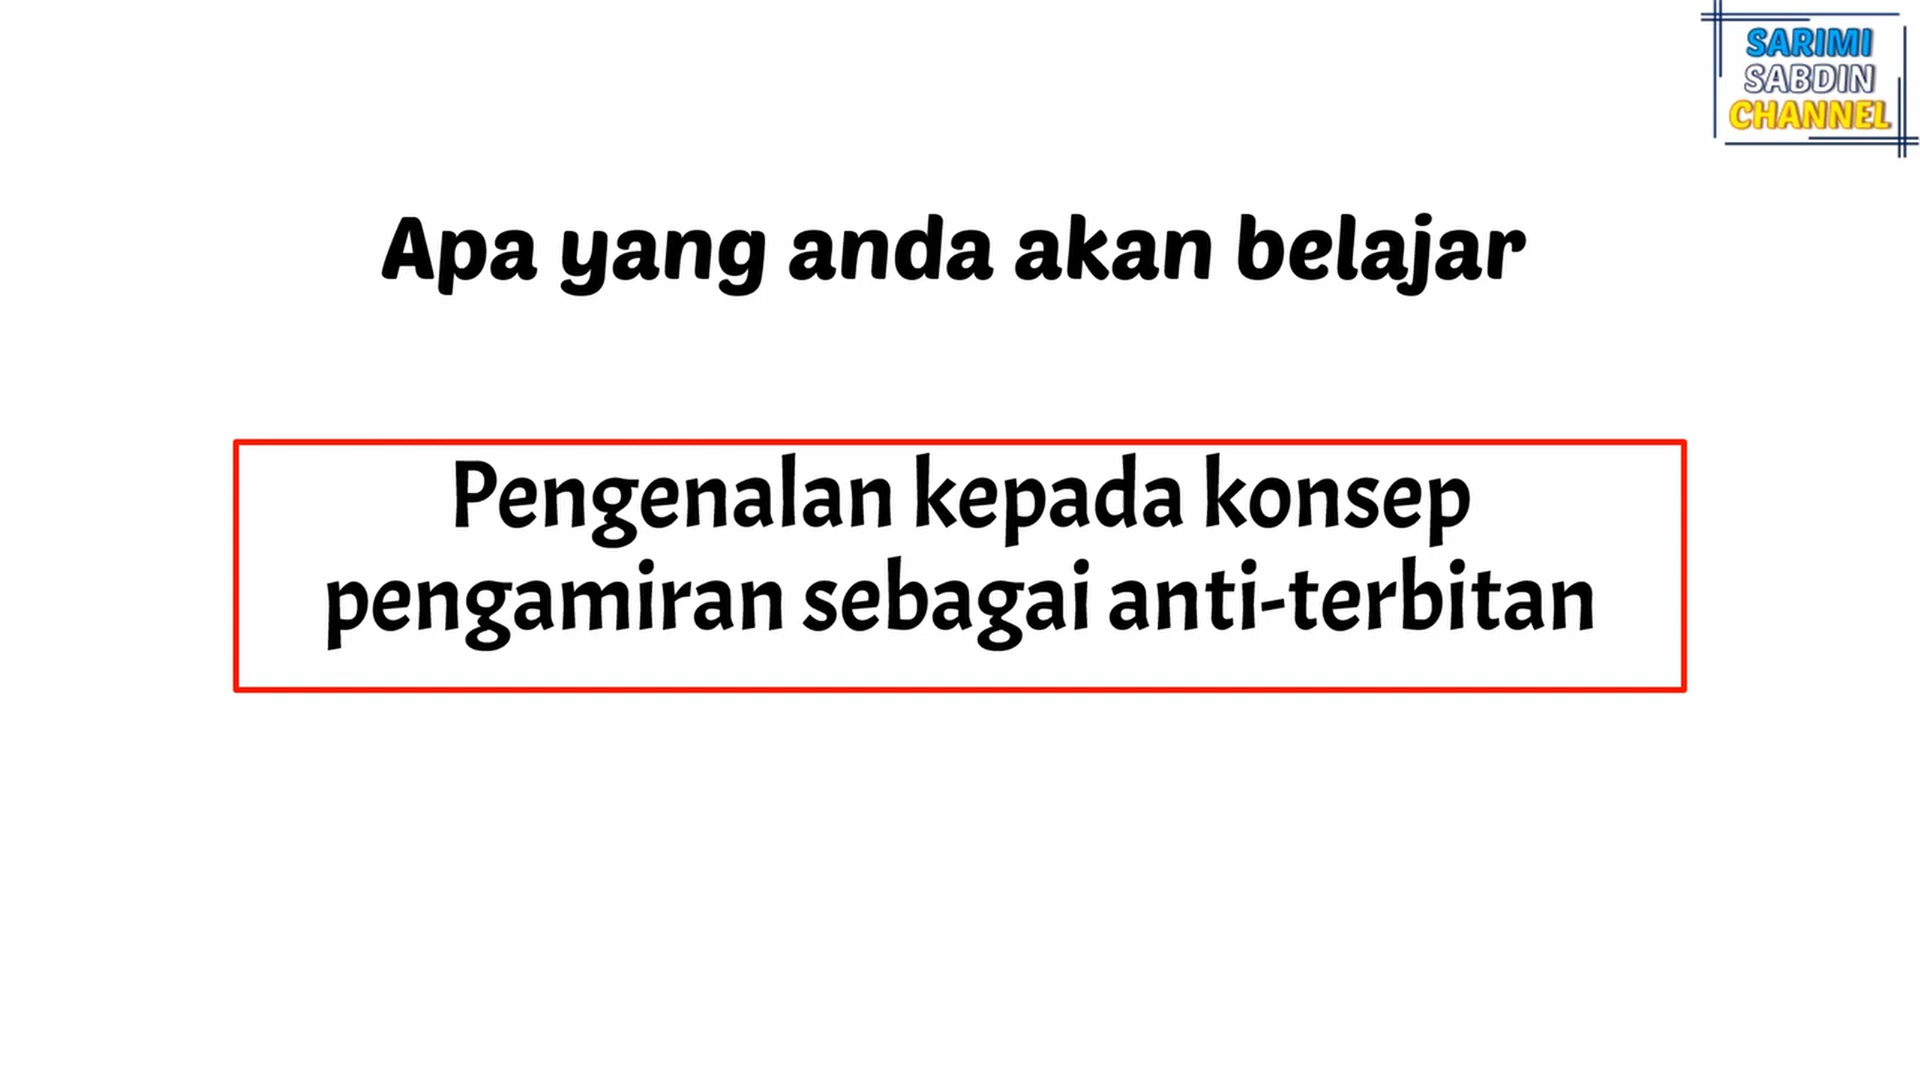 SARIMI
SABDIN
CHANNEL
Apa yang anda akan belajar
Pengenalan kepada konsep
pengamiran sebagai anti-terbitan